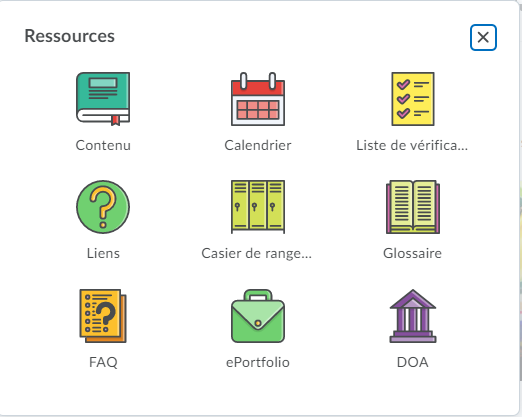 Ressources
Contenu
Calendrier
Liste de vérifica...
Liens
Casier de range...
Glossaire
FAQ
ePortfolio
DOA